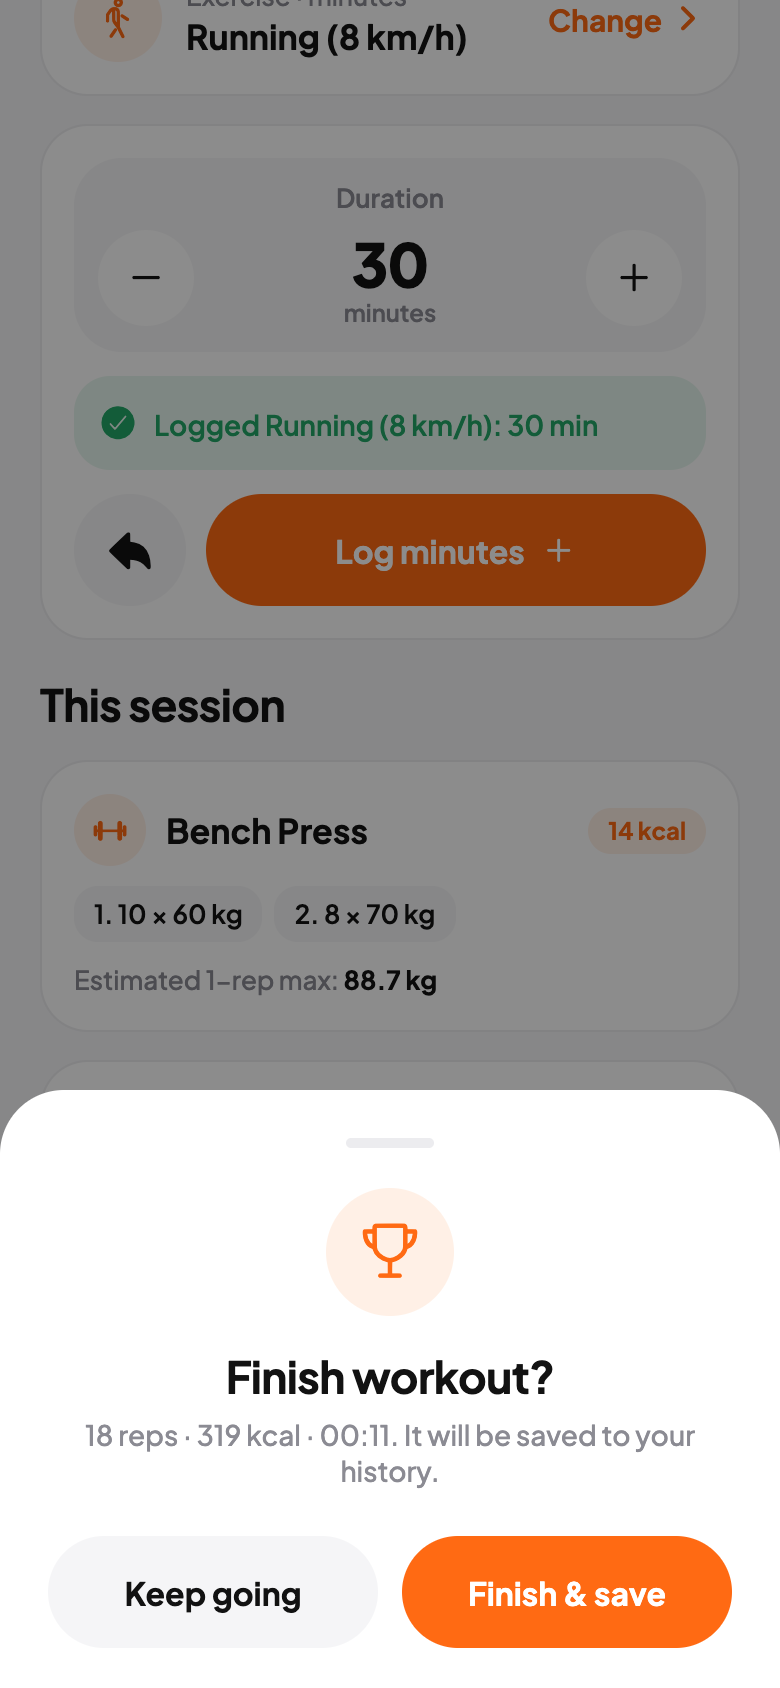 Exercise · minutes
Running (8 km/h)
Change
Duration
30
minutes
Logged Running (8 km/h): 30 min
Log minutes
This session
Bench Press
14 kcal
1. 10 × 60 kg
2. 8 × 70 kg
Estimated 1-rep max: 88.7 kg
Finish workout?
18 reps · 319 kcal · 00:11. It will be saved to your
history.
Keep going
Finish & save